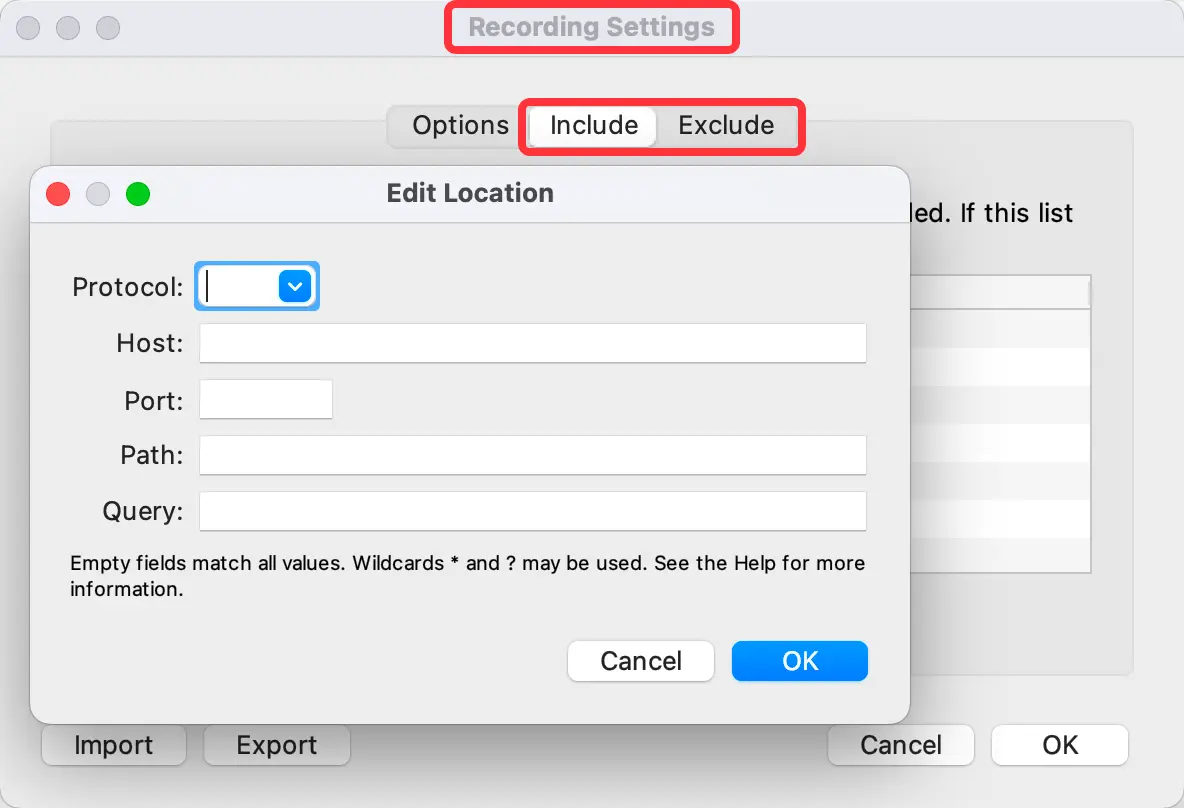 Recording Settings
Options Include Exclude
Edit Location
led. If this list
Protocol:
Host:
Port:
Path:
Query:
Empty fields match all values. Wildcards * and ? may be used. See the Help for more
information.
Cancel OK
Import Export Cancel OK